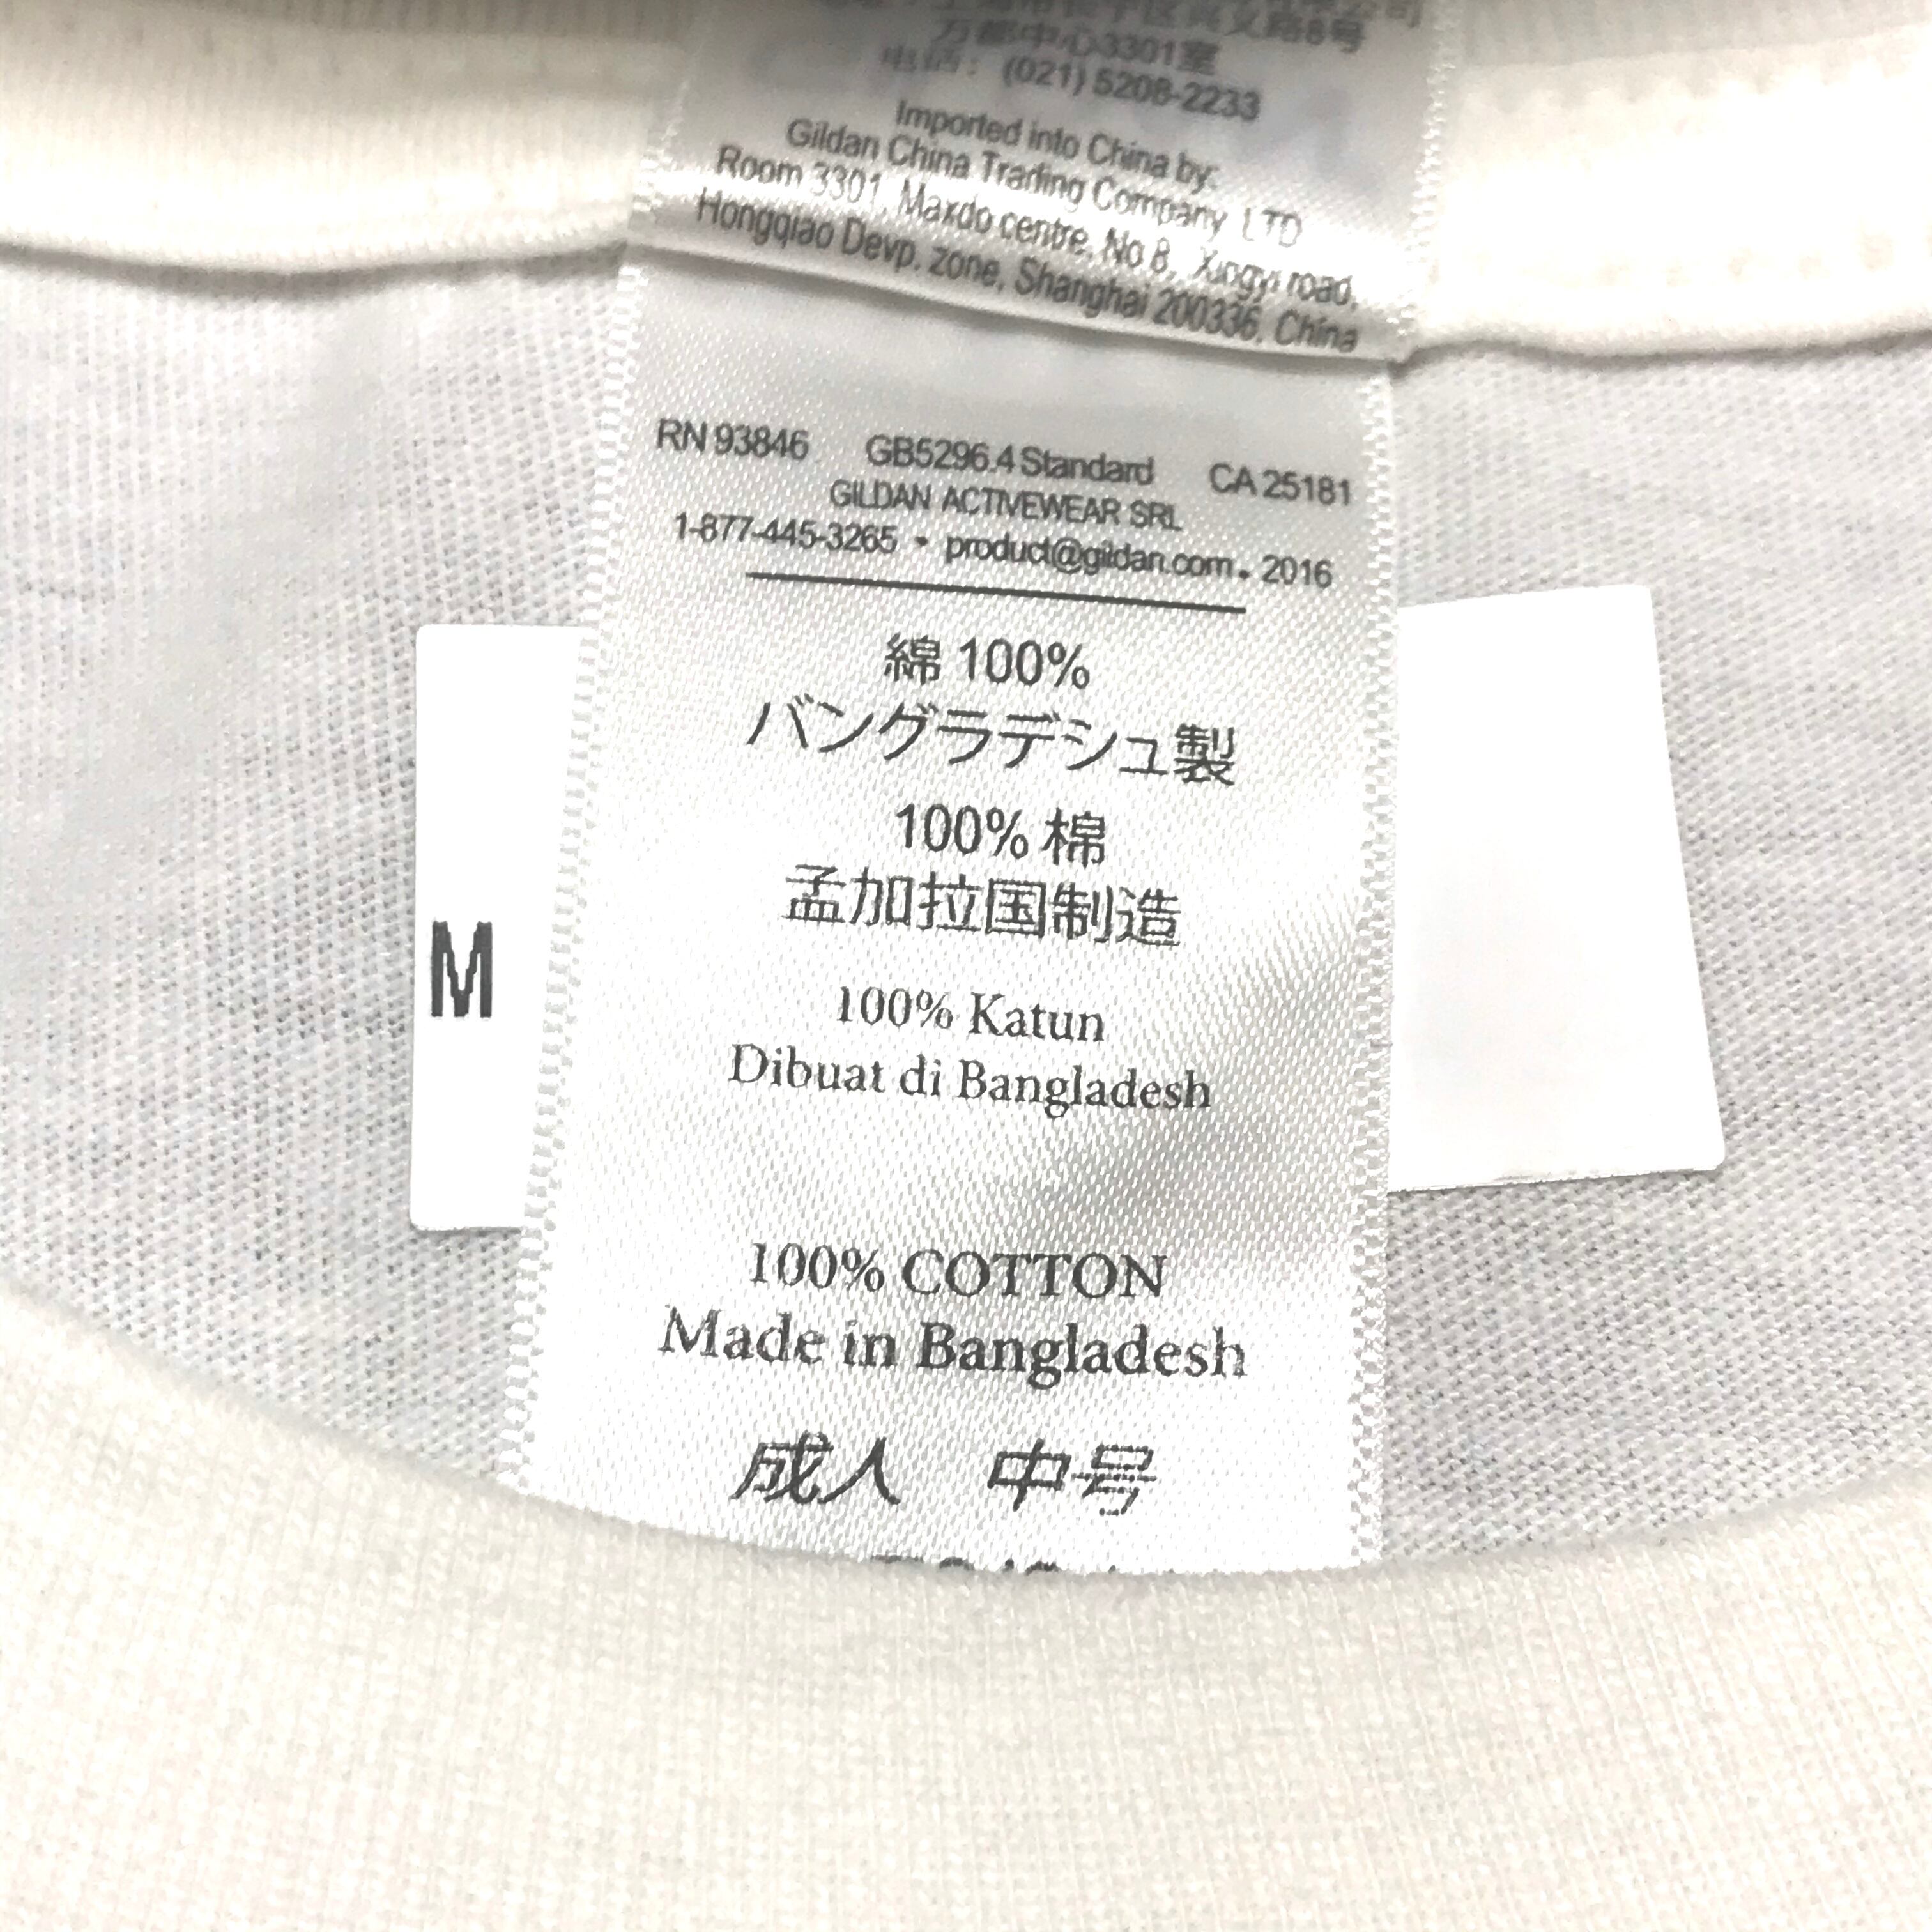 万都中心3301室
电话: (021) 5208-2233
Imported into China by:
Gildan China Trading Company LTD
Room 3301, Maxdo centre, No 8, Xingyi road,
Hongqiao Devp. zone, Shanghai 200336, China
RN 93846 GB5296.4 Standard CA 25181
GILDAN ACTIVEWEAR SRL
1-877-445-3265 • product@gildan.com • 2016
綿 100%
バングラデシュ製
100% 棉
孟加拉国制造
M
100% Katun
Dibuat di Bangladesh
100% COTTON
Made in Bangladesh
成人 中号